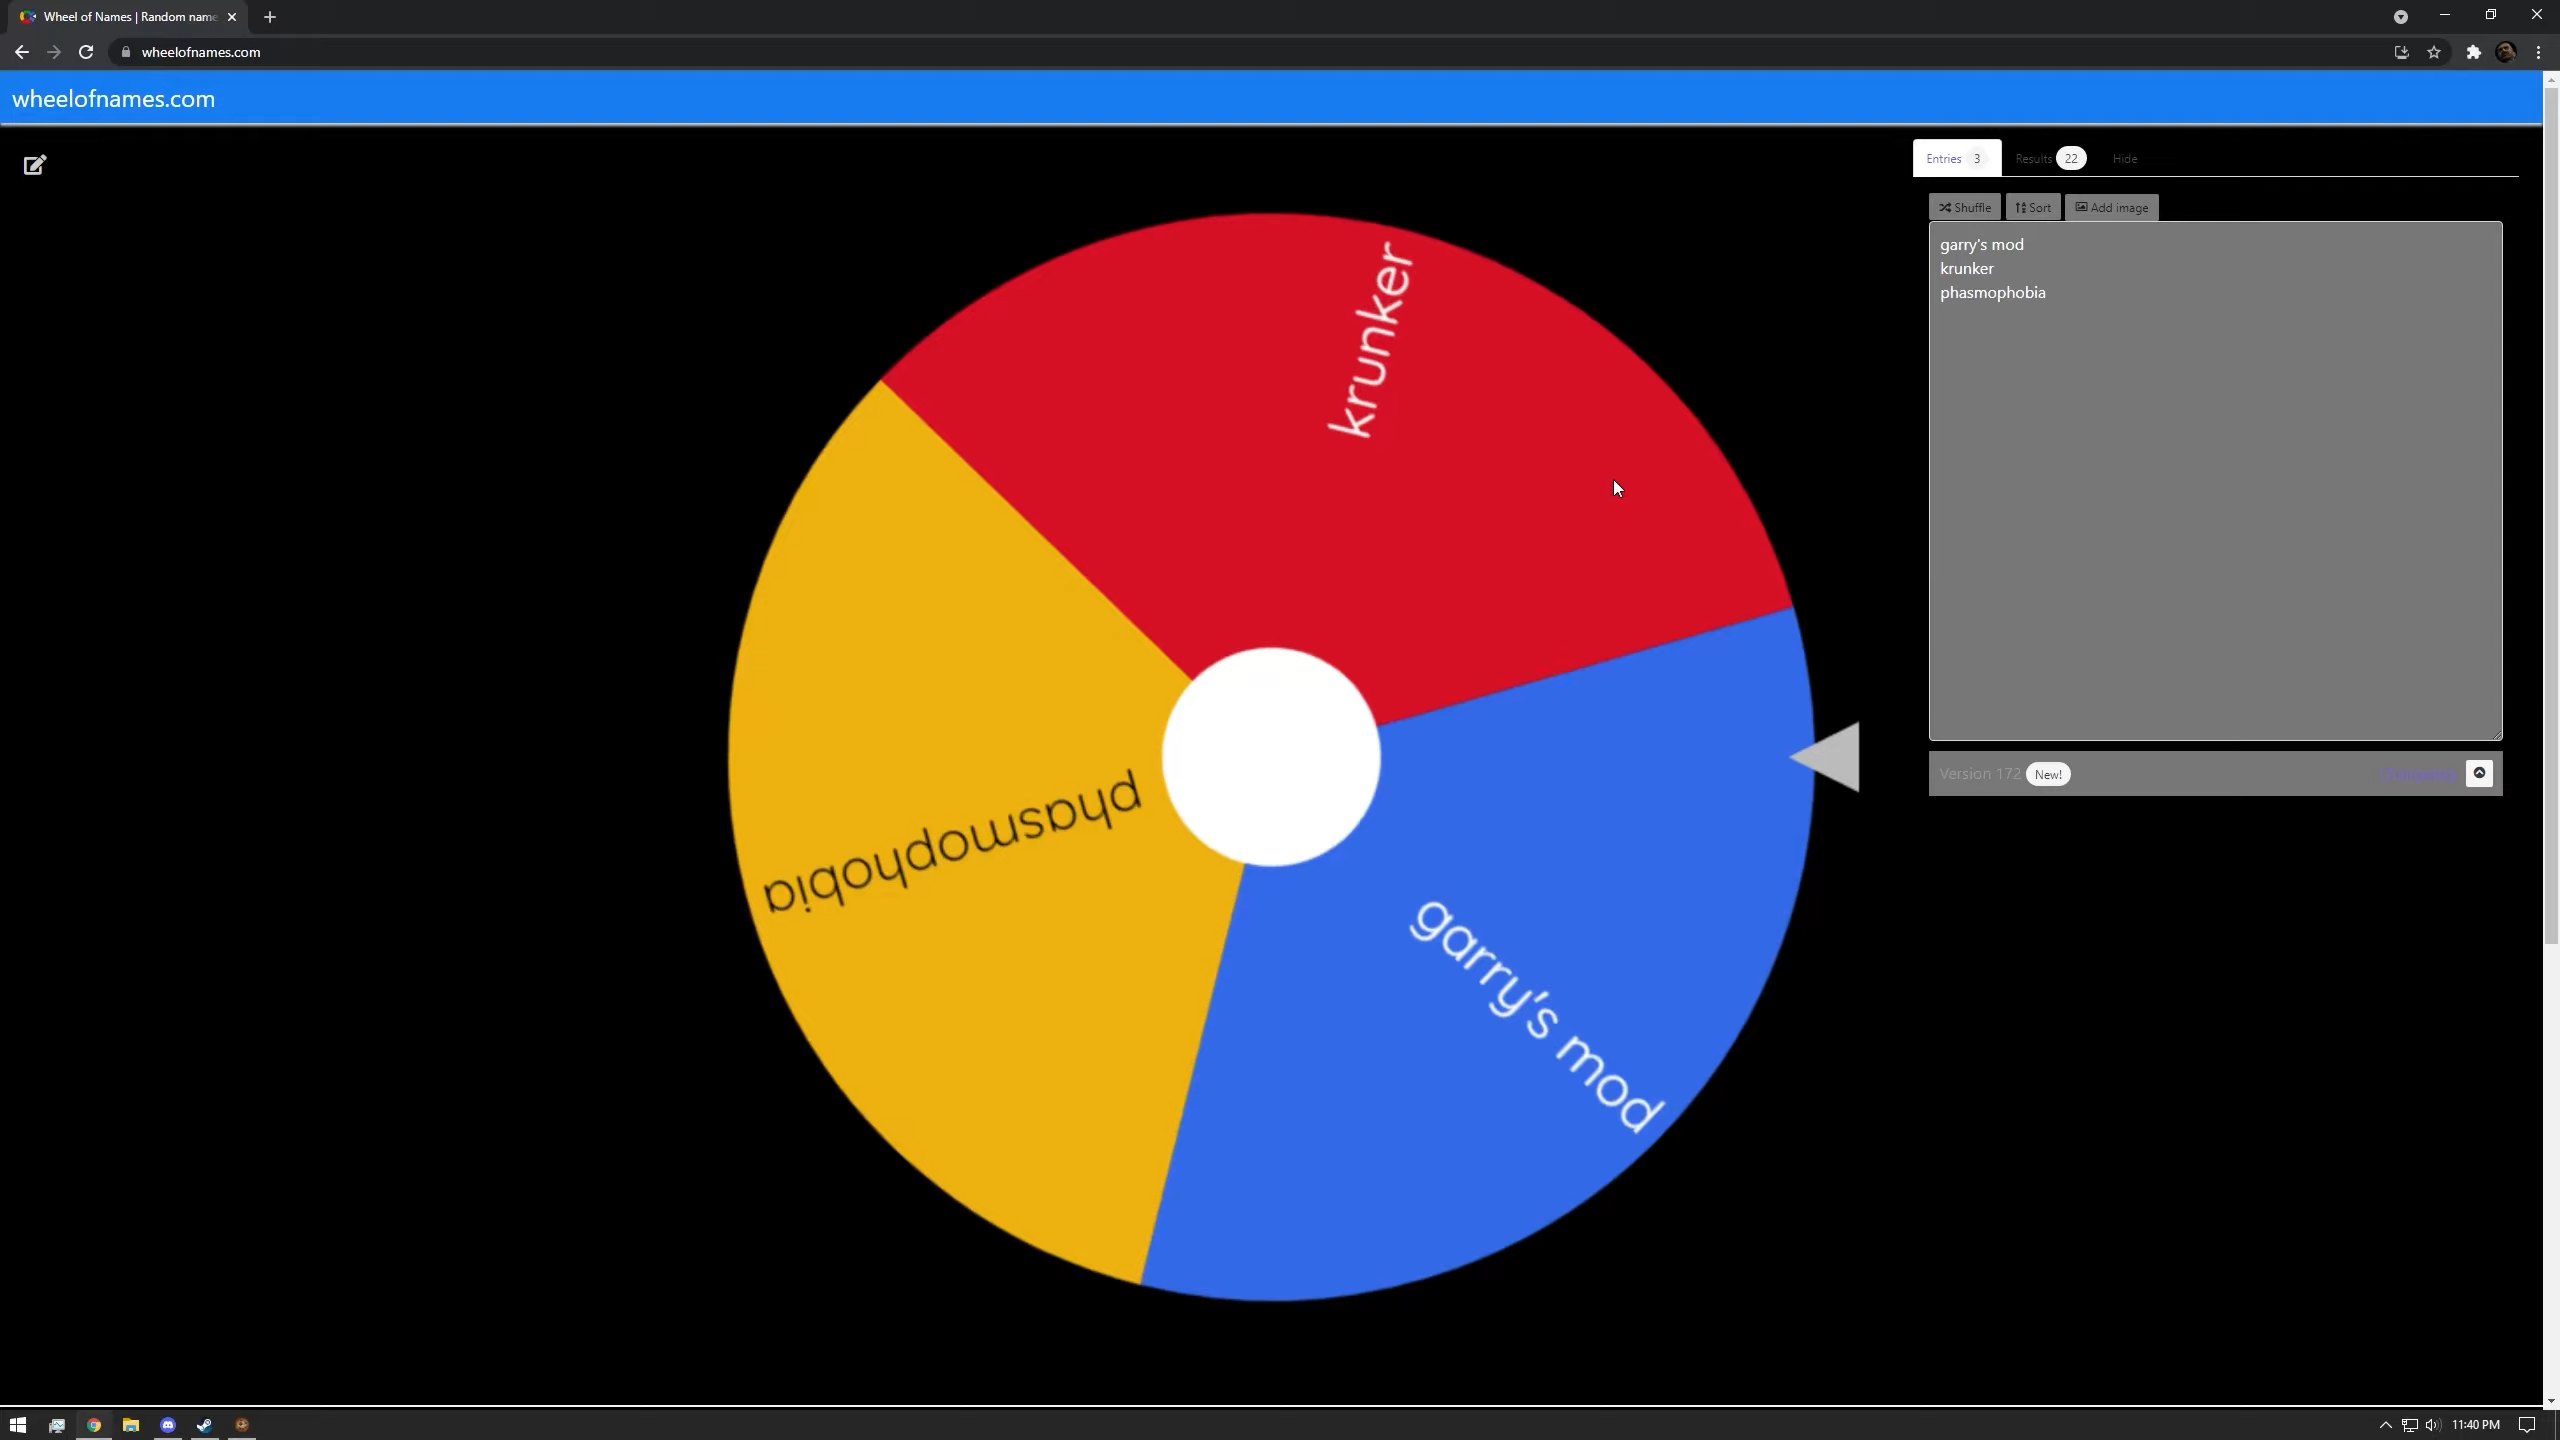 Wheel of Names | Random name
wheelofnames.com
wheelofnames.com
Entries 3
Results 22
Hide
Shuffle
Sort
Add image
garry's mod
krunker
phasmophobia
krunker
phasmophobia
garry's mod
Version 172 New!
11:40 PM